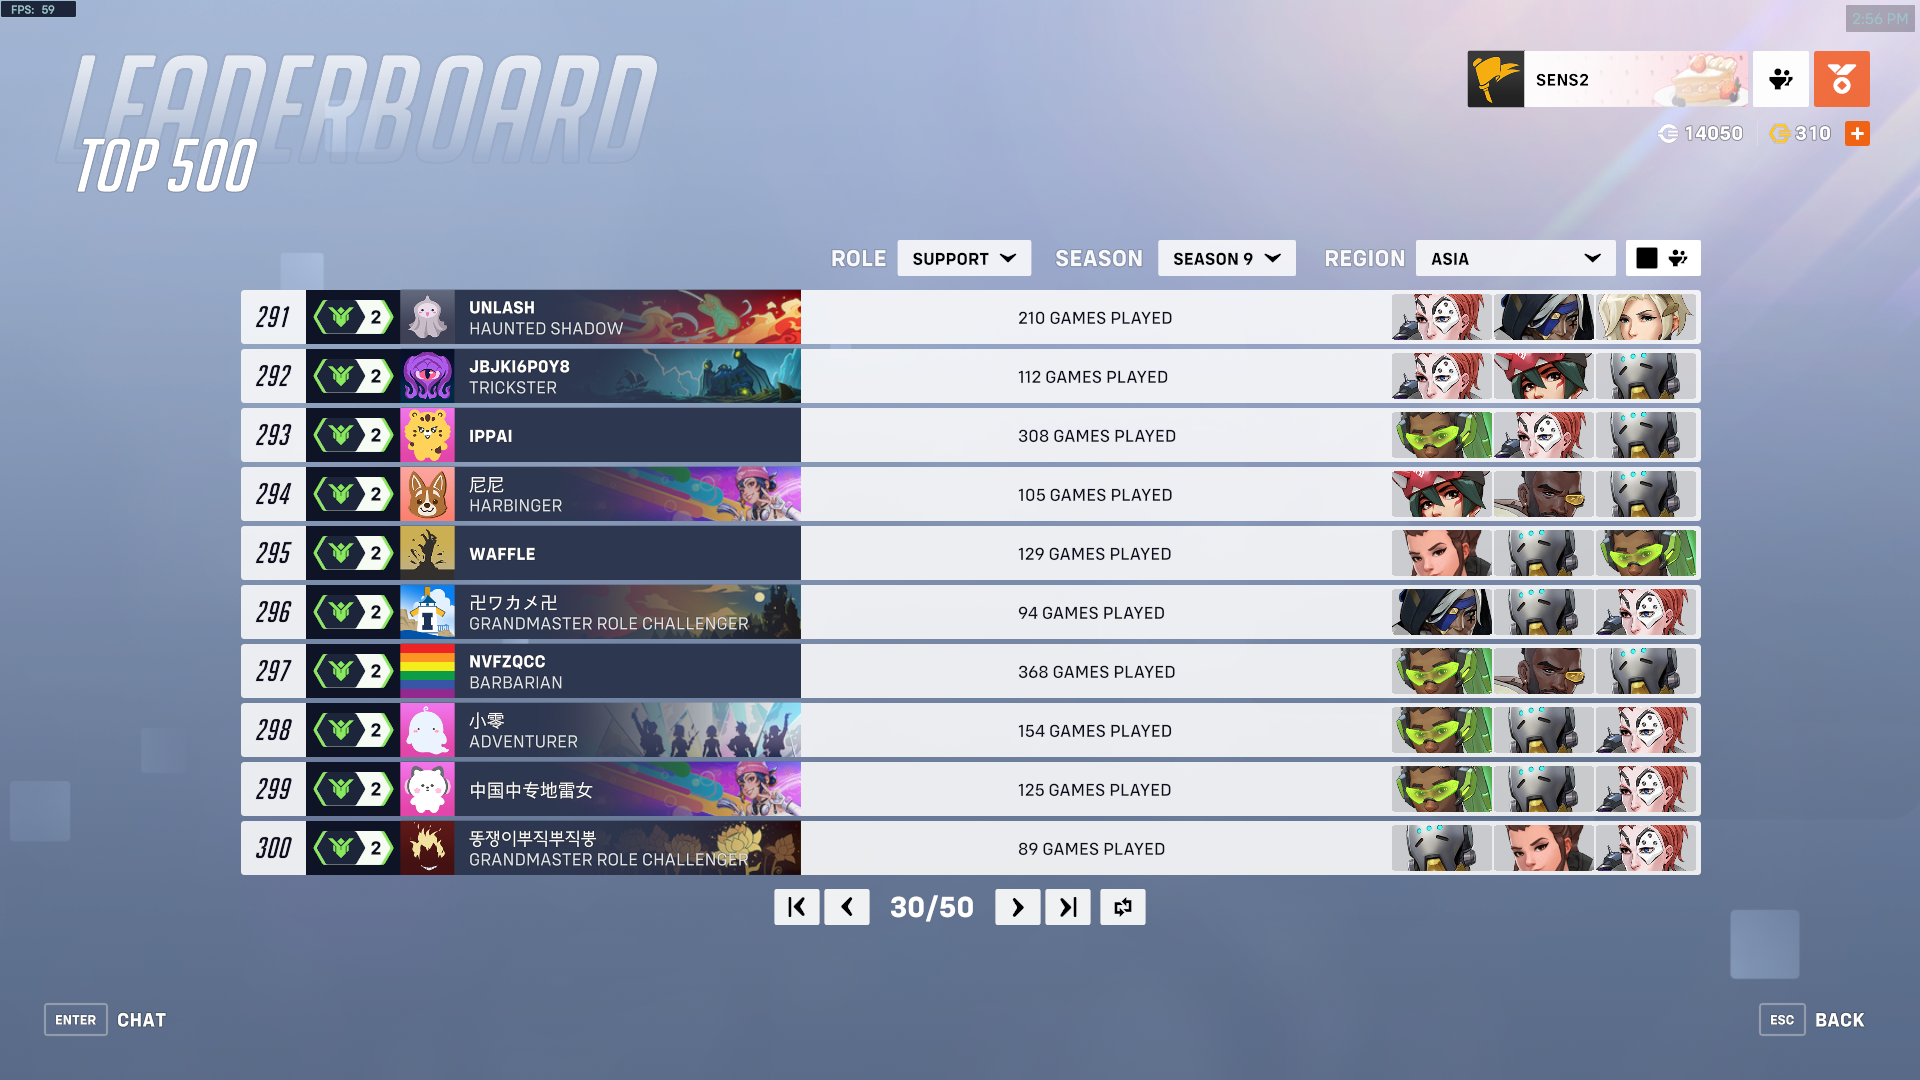 FPS: 59
2:56 PM
LEADERBOARD
TOP 500
SENS2
14050
310
ROLE SUPPORT SEASON SEASON 9 REGION ASIA
291 2 UNLASH
HAUNTED SHADOW
210 GAMES PLAYED
292 2 JBJKI6P0Y8
TRICKSTER
112 GAMES PLAYED
293 2 IPPAI
308 GAMES PLAYED
294 2 尼尼
HARBINGER
105 GAMES PLAYED
295 2 WAFFLE
129 GAMES PLAYED
296 2 卍ワカメ卍
GRANDMASTER ROLE CHALLENGER
94 GAMES PLAYED
297 2 NVFZQCC
BARBARIAN
368 GAMES PLAYED
298 2 小零
ADVENTURER
154 GAMES PLAYED
299 2 中国中专地雷女
125 GAMES PLAYED
300 2 똥쟁이뿌직뿌직뿡
GRANDMASTER ROLE CHALLENGER
89 GAMES PLAYED
30/50
ENTER CHAT
ESC BACK